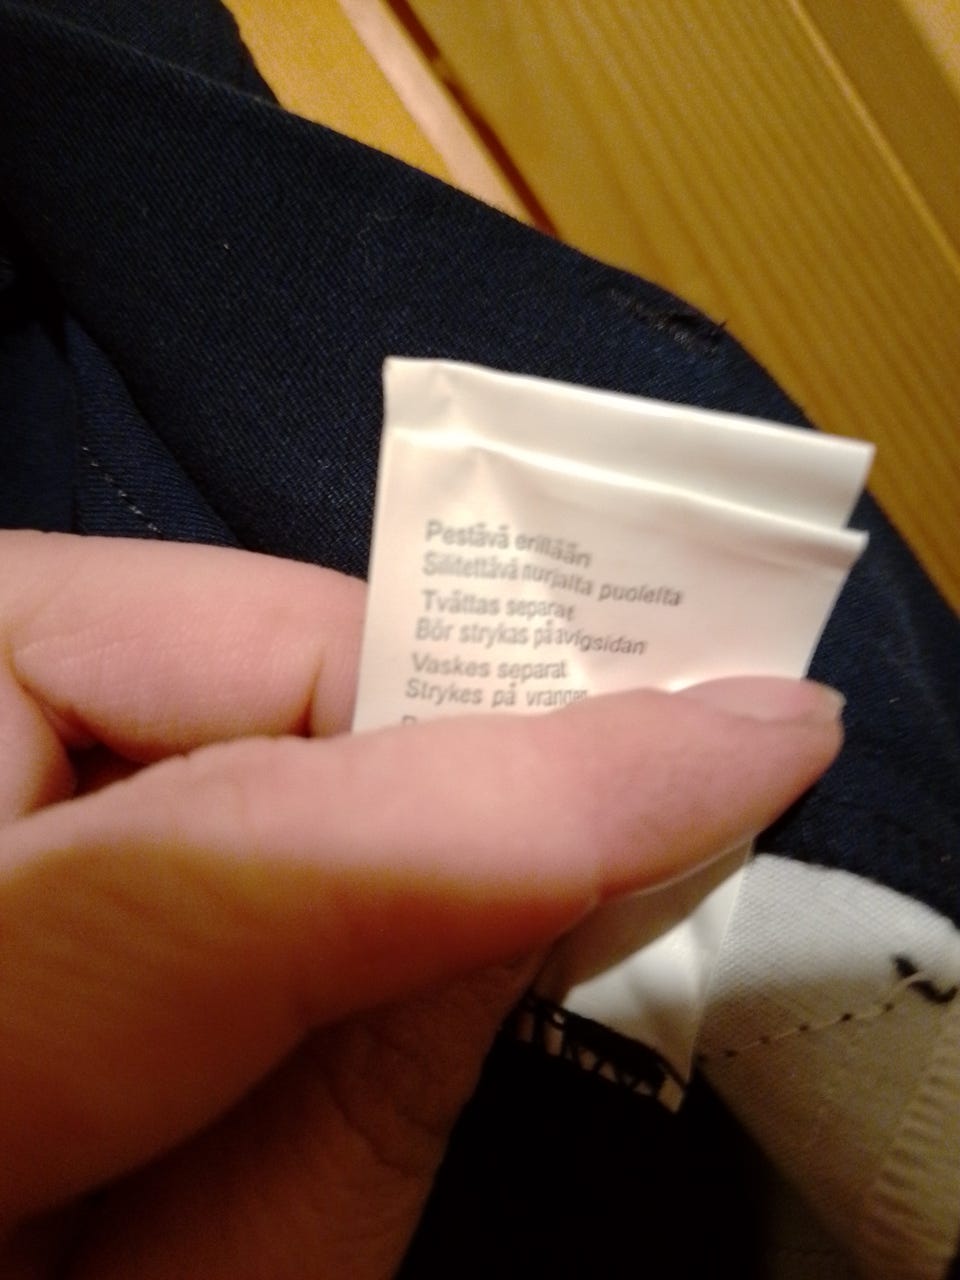 Pestävä erillään
Silitettävä nurjalta puolelta
Tvättas separat
Bör strykas på avigsidan
Vaskes separat
Strykes på vrangen